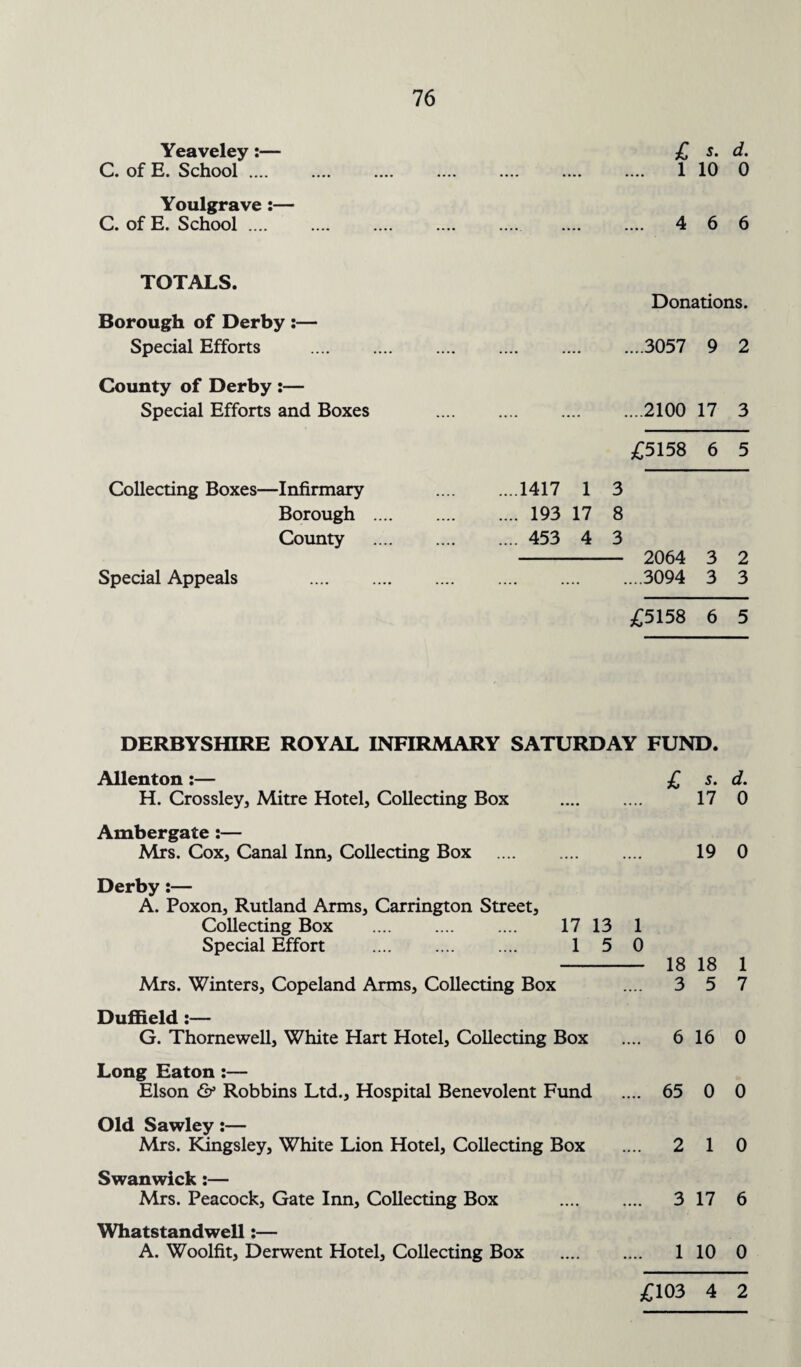 76
Yeaveley :— £ s. d.
C. of E. School .... .... .... .... .... .... .... 1 10 0
Youlgrave :—
C. of E. School .... .... .... .... .... .... .... 4 6 6
TOTALS.
Donations.
Borough of Derby :—
Special Efforts .... .... .... .... .... ....3057 9 2
County of Derby :—
Special Efforts and Boxes .... .... .... ....2100 17 3
£5158 6 5
Collecting Boxes—Infirmary .... ....1417 1 3
Borough .... .... .... 193 17 8
County .... .... .... 453 4 3
2064 3 2
Special Appeals .... .... .... .... .... ....3094 3 3
£5158 6 5
DERBYSHIRE ROYAL INFIRMARY SATURDAY FUND.
Allenton :— £ s. d.
H. Crossley, Mitre Hotel, Collecting Box .... .... 17 0
Ambergate :—
Mrs. Cox, Canal Inn, Collecting Box .... .... .... 19 0
Derby :—
A. Poxon, Rutland Arms, Carrington Street,
Collecting Box .... .... .... 17 13 1
Special Effort .... .... .... 1 5 0
18 18 1
Mrs. Winters, Copeland Arms, Collecting Box .... 3 5 7
Duffield :—
G. Thornewell, White Hart Hotel, Collecting Box .... 6 16 0
Long Eaton :—
Elson & Robbins Ltd., Hospital Benevolent Fund .... 65 0 0
Old Sawley :—
Mrs. Kingsley, White Lion Hotel, Collecting Box .... 2 1 0
Swanwick :—
Mrs. Peacock, Gate Inn, Collecting Box .... .... 3 17 6
Whatstandwell :—
A. Woolfit, Derwent Hotel, Collecting Box .... .... 1 10 0
£103 4 2